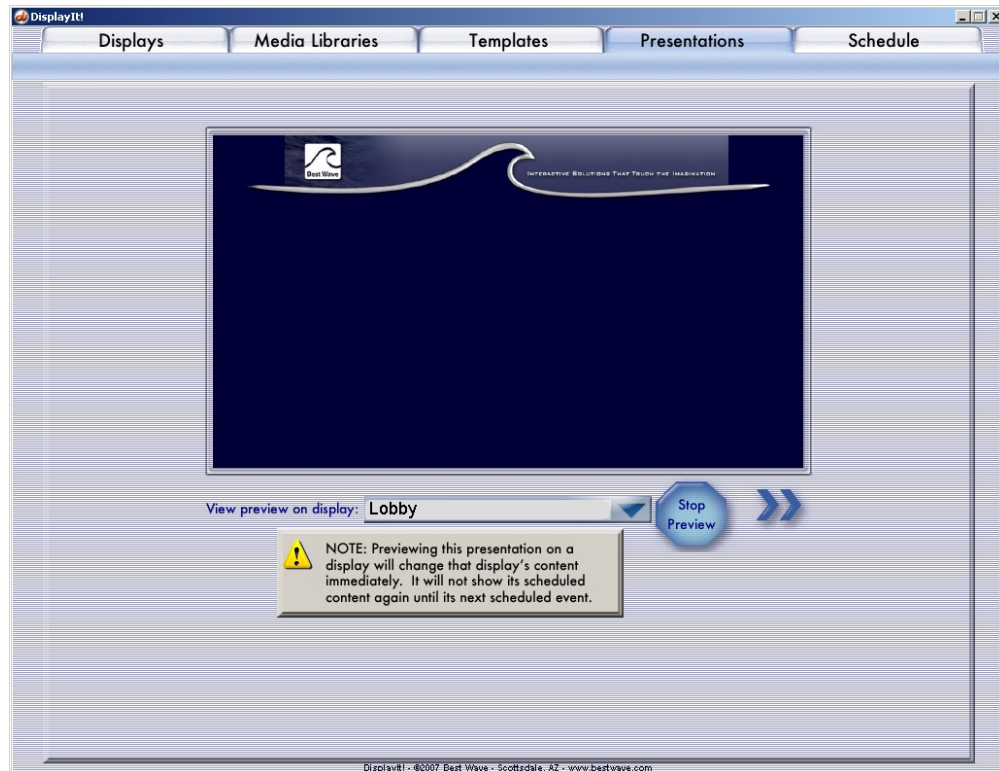 DisplayIt!
Displays
Media Libraries
Templates
Presentations
Schedule
Best Wave
INTERACTIVE SOLUTIONS THAT TOUCH THE IMAGINATION
View preview on display:
Lobby
Stop
Preview
NOTE: Previewing this presentation on a
display will change that display's content
immediately.  It will not show its scheduled
content again until its next scheduled event.
DisplayIt! - ©2007 Best Wave - Scottsdale, AZ - www.bestwave.com